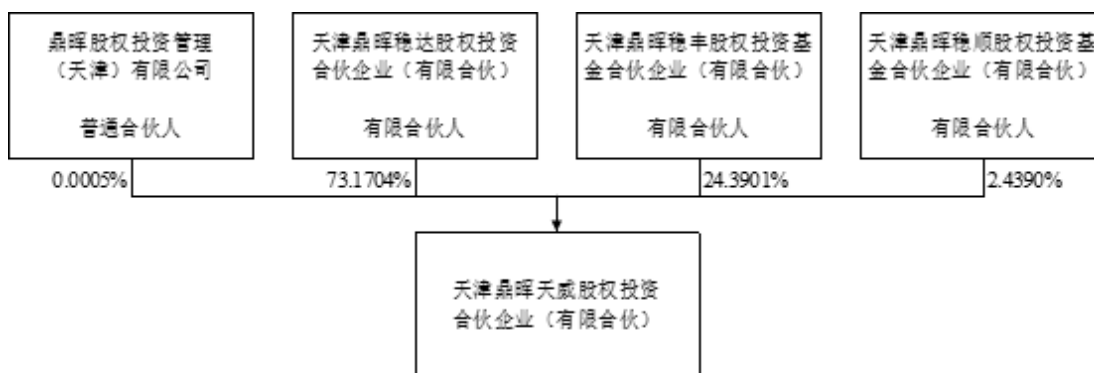 鼎晖股权投资管理
（天津）有限公司
普通合伙人
天津鼎晖稳达股权投资
合伙企业（有限合伙）
有限合伙人
天津鼎晖稳丰股权投资基
金合伙企业（有限合伙）
有限合伙人
天津鼎晖稳顺股权投资基
金合伙企业（有限合伙）
有限合伙人
0.0005%
73.1704%
24.3901%
2.4390%
天津鼎晖天威股权投资
合伙企业（有限合伙）